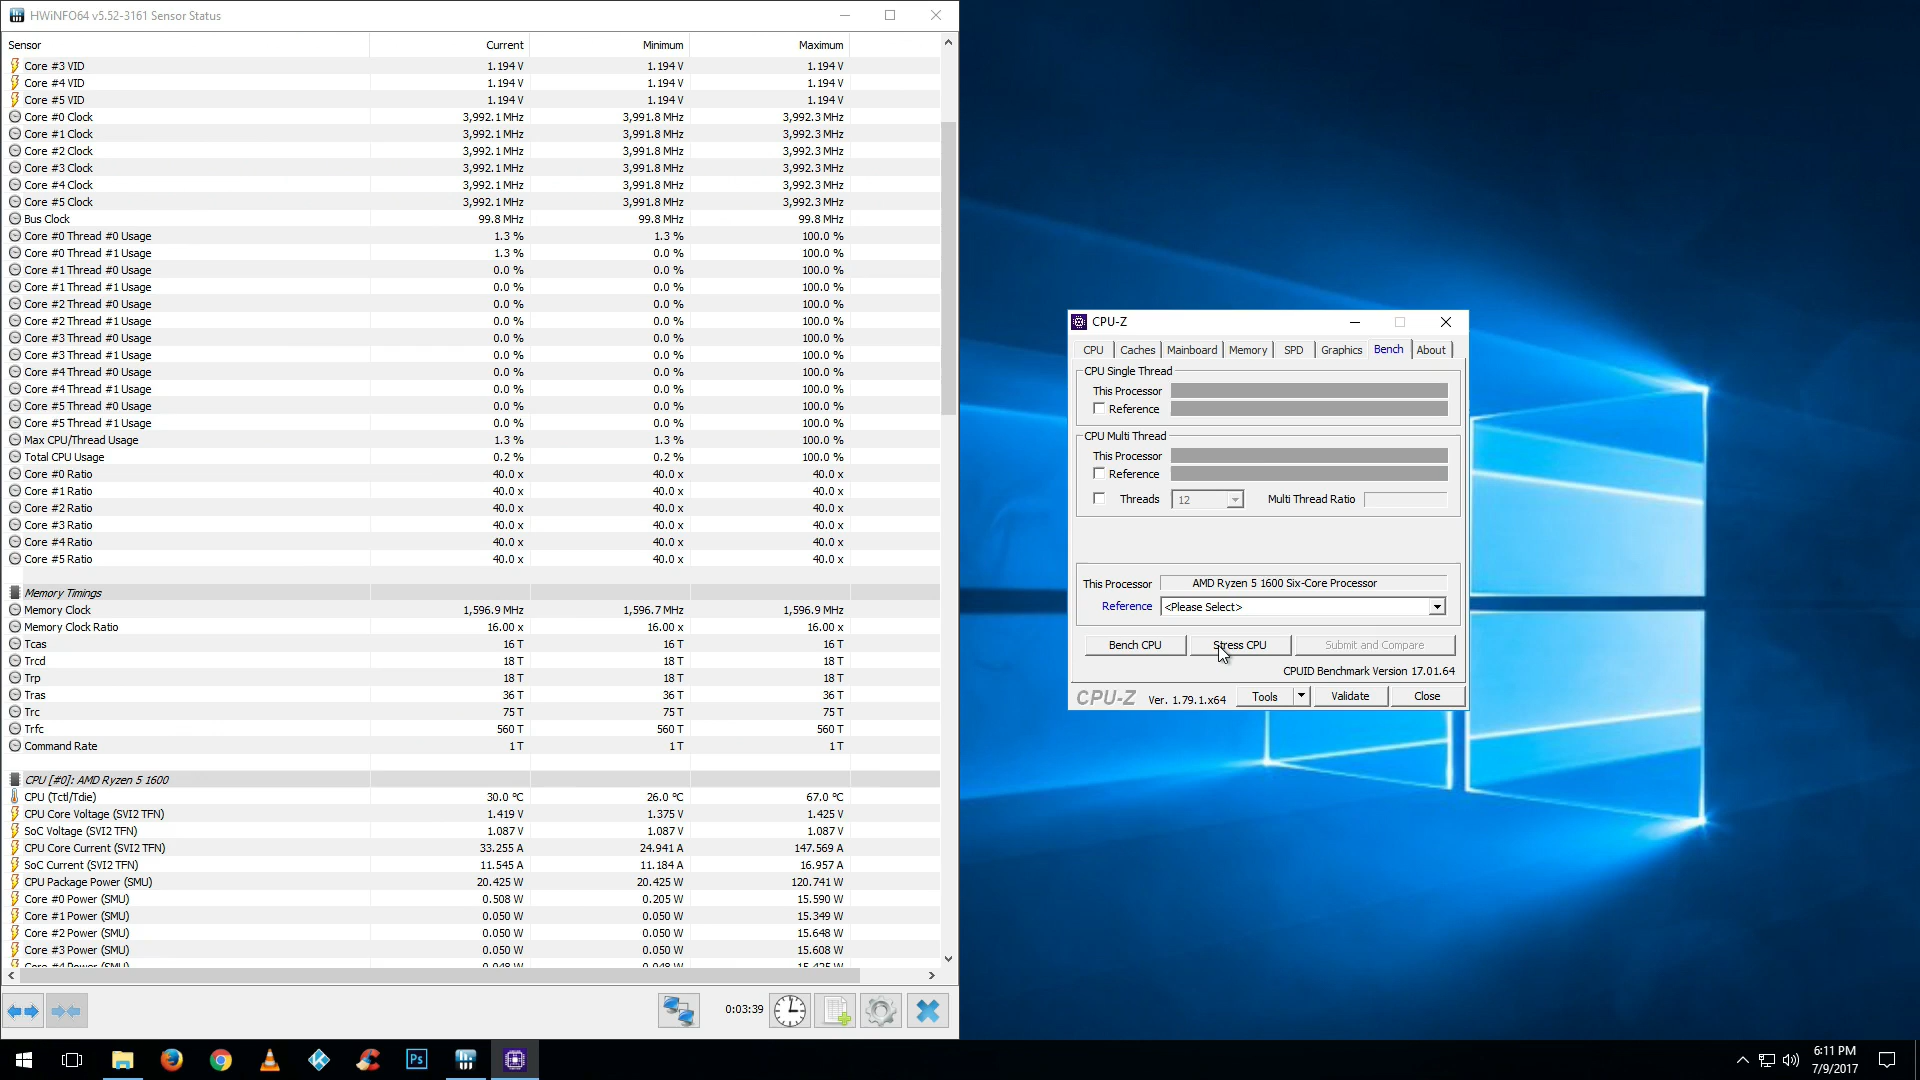 HWiNFO64 v5.52-3161 Sensor Status
Sensor Current Minimum Maximum
Core #3 VID 1.194 V 1.194 V 1.194 V
Core #4 VID 1.194 V 1.194 V 1.194 V
Core #5 VID 1.194 V 1.194 V 1.194 V
Core #0 Clock 3,992.1 MHz 3,991.8 MHz 3,992.3 MHz
Core #1 Clock 3,992.1 MHz 3,991.8 MHz 3,992.3 MHz
Core #2 Clock 3,992.1 MHz 3,991.8 MHz 3,992.3 MHz
Core #3 Clock 3,992.1 MHz 3,991.8 MHz 3,992.3 MHz
Core #4 Clock 3,992.1 MHz 3,991.8 MHz 3,992.3 MHz
Core #5 Clock 3,992.1 MHz 3,991.8 MHz 3,992.3 MHz
Bus Clock 99.8 MHz 99.8 MHz 99.8 MHz
Core #0 Thread #0 Usage 1.3 % 1.3 % 100.0 %
Core #0 Thread #1 Usage 1.3 % 0.0 % 100.0 %
Core #1 Thread #0 Usage 0.0 % 0.0 % 100.0 %
Core #1 Thread #1 Usage 0.0 % 0.0 % 100.0 %
Core #2 Thread #0 Usage 0.0 % 0.0 % 100.0 %
Core #2 Thread #1 Usage 0.0 % 0.0 % 100.0 %
Core #3 Thread #0 Usage 0.0 % 0.0 % 100.0 %
Core #3 Thread #1 Usage 0.0 % 0.0 % 100.0 %
Core #4 Thread #0 Usage 0.0 % 0.0 % 100.0 %
Core #4 Thread #1 Usage 0.0 % 0.0 % 100.0 %
Core #5 Thread #0 Usage 0.0 % 0.0 % 100.0 %
Core #5 Thread #1 Usage 0.0 % 0.0 % 100.0 %
Max CPU/Thread Usage 1.3 % 1.3 % 100.0 %
Total CPU Usage 0.2 % 0.2 % 100.0 %
Core #0 Ratio 40.0 x 40.0 x 40.0 x
Core #1 Ratio 40.0 x 40.0 x 40.0 x
Core #2 Ratio 40.0 x 40.0 x 40.0 x
Core #3 Ratio 40.0 x 40.0 x 40.0 x
Core #4 Ratio 40.0 x 40.0 x 40.0 x
Core #5 Ratio 40.0 x 40.0 x 40.0 x
Memory Timings
Memory Clock 1,596.9 MHz 1,596.7 MHz 1,596.9 MHz
Memory Clock Ratio 16.00 x 16.00 x 16.00 x
Tcas 16 T 16 T 16 T
Trcd 18 T 18 T 18 T
Trp 18 T 18 T 18 T
Tras 36 T 36 T 36 T
Trc 75 T 75 T 75 T
Trfc 560 T 560 T 560 T
Command Rate 1 T 1 T 1 T
CPU [#0]: AMD Ryzen 5 1600
CPU (Tctl/Tdie) 30.0 °C 26.0 °C 67.0 °C
CPU Core Voltage (SVI2 TFN) 1.419 V 1.375 V 1.425 V
SoC Voltage (SVI2 TFN) 1.087 V 1.087 V 1.087 V
CPU Core Current (SVI2 TFN) 33.255 A 24.941 A 147.569 A
SoC Current (SVI2 TFN) 11.545 A 11.184 A 16.957 A
CPU Package Power (SMU) 20.425 W 20.425 W 120.741 W
Core #0 Power (SMU) 0.508 W 0.205 W 15.590 W
Core #1 Power (SMU) 0.050 W 0.050 W 15.349 W
Core #2 Power (SMU) 0.050 W 0.050 W 15.648 W
Core #3 Power (SMU) 0.050 W 0.050 W 15.608 W
Core #4 Power (SMU)
0:03:39
CPU-Z
CPU Caches Mainboard Memory SPD Graphics Bench About
CPU Single Thread
This Processor
Reference
CPU Multi Thread
This Processor
Reference
Threads 12 Multi Thread Ratio
This Processor AMD Ryzen 5 1600 Six-Core Processor
Reference <Please Select>
Bench CPU Stress CPU Submit and Compare
CPUID Benchmark Version 17.01.64
CPU-Z Ver. 1.79.1.x64 Tools Validate Close
Ps
6:11 PM
7/9/2017